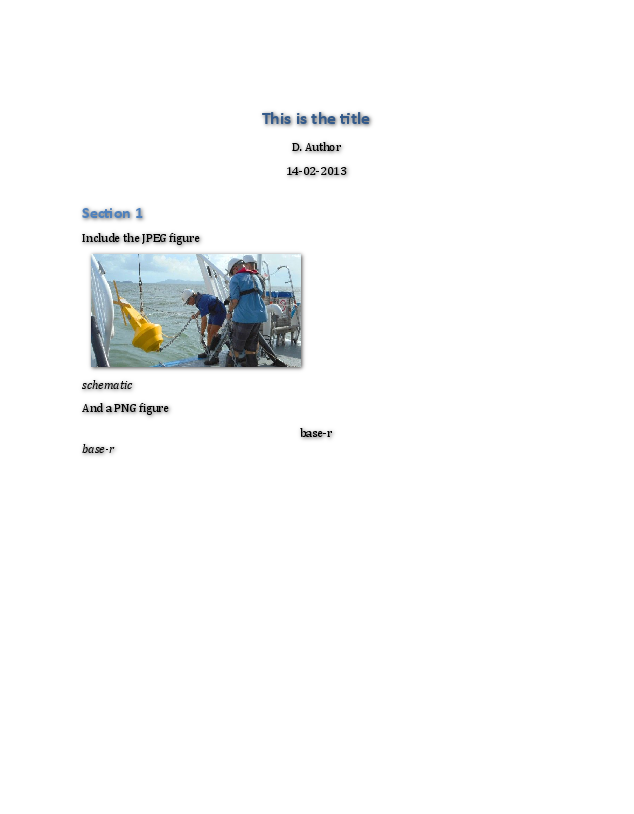 This is the title
D. Author
14-02-2013
Section 1
Include the JPEG figure
schematic
And a PNG figure
base-r
base-r